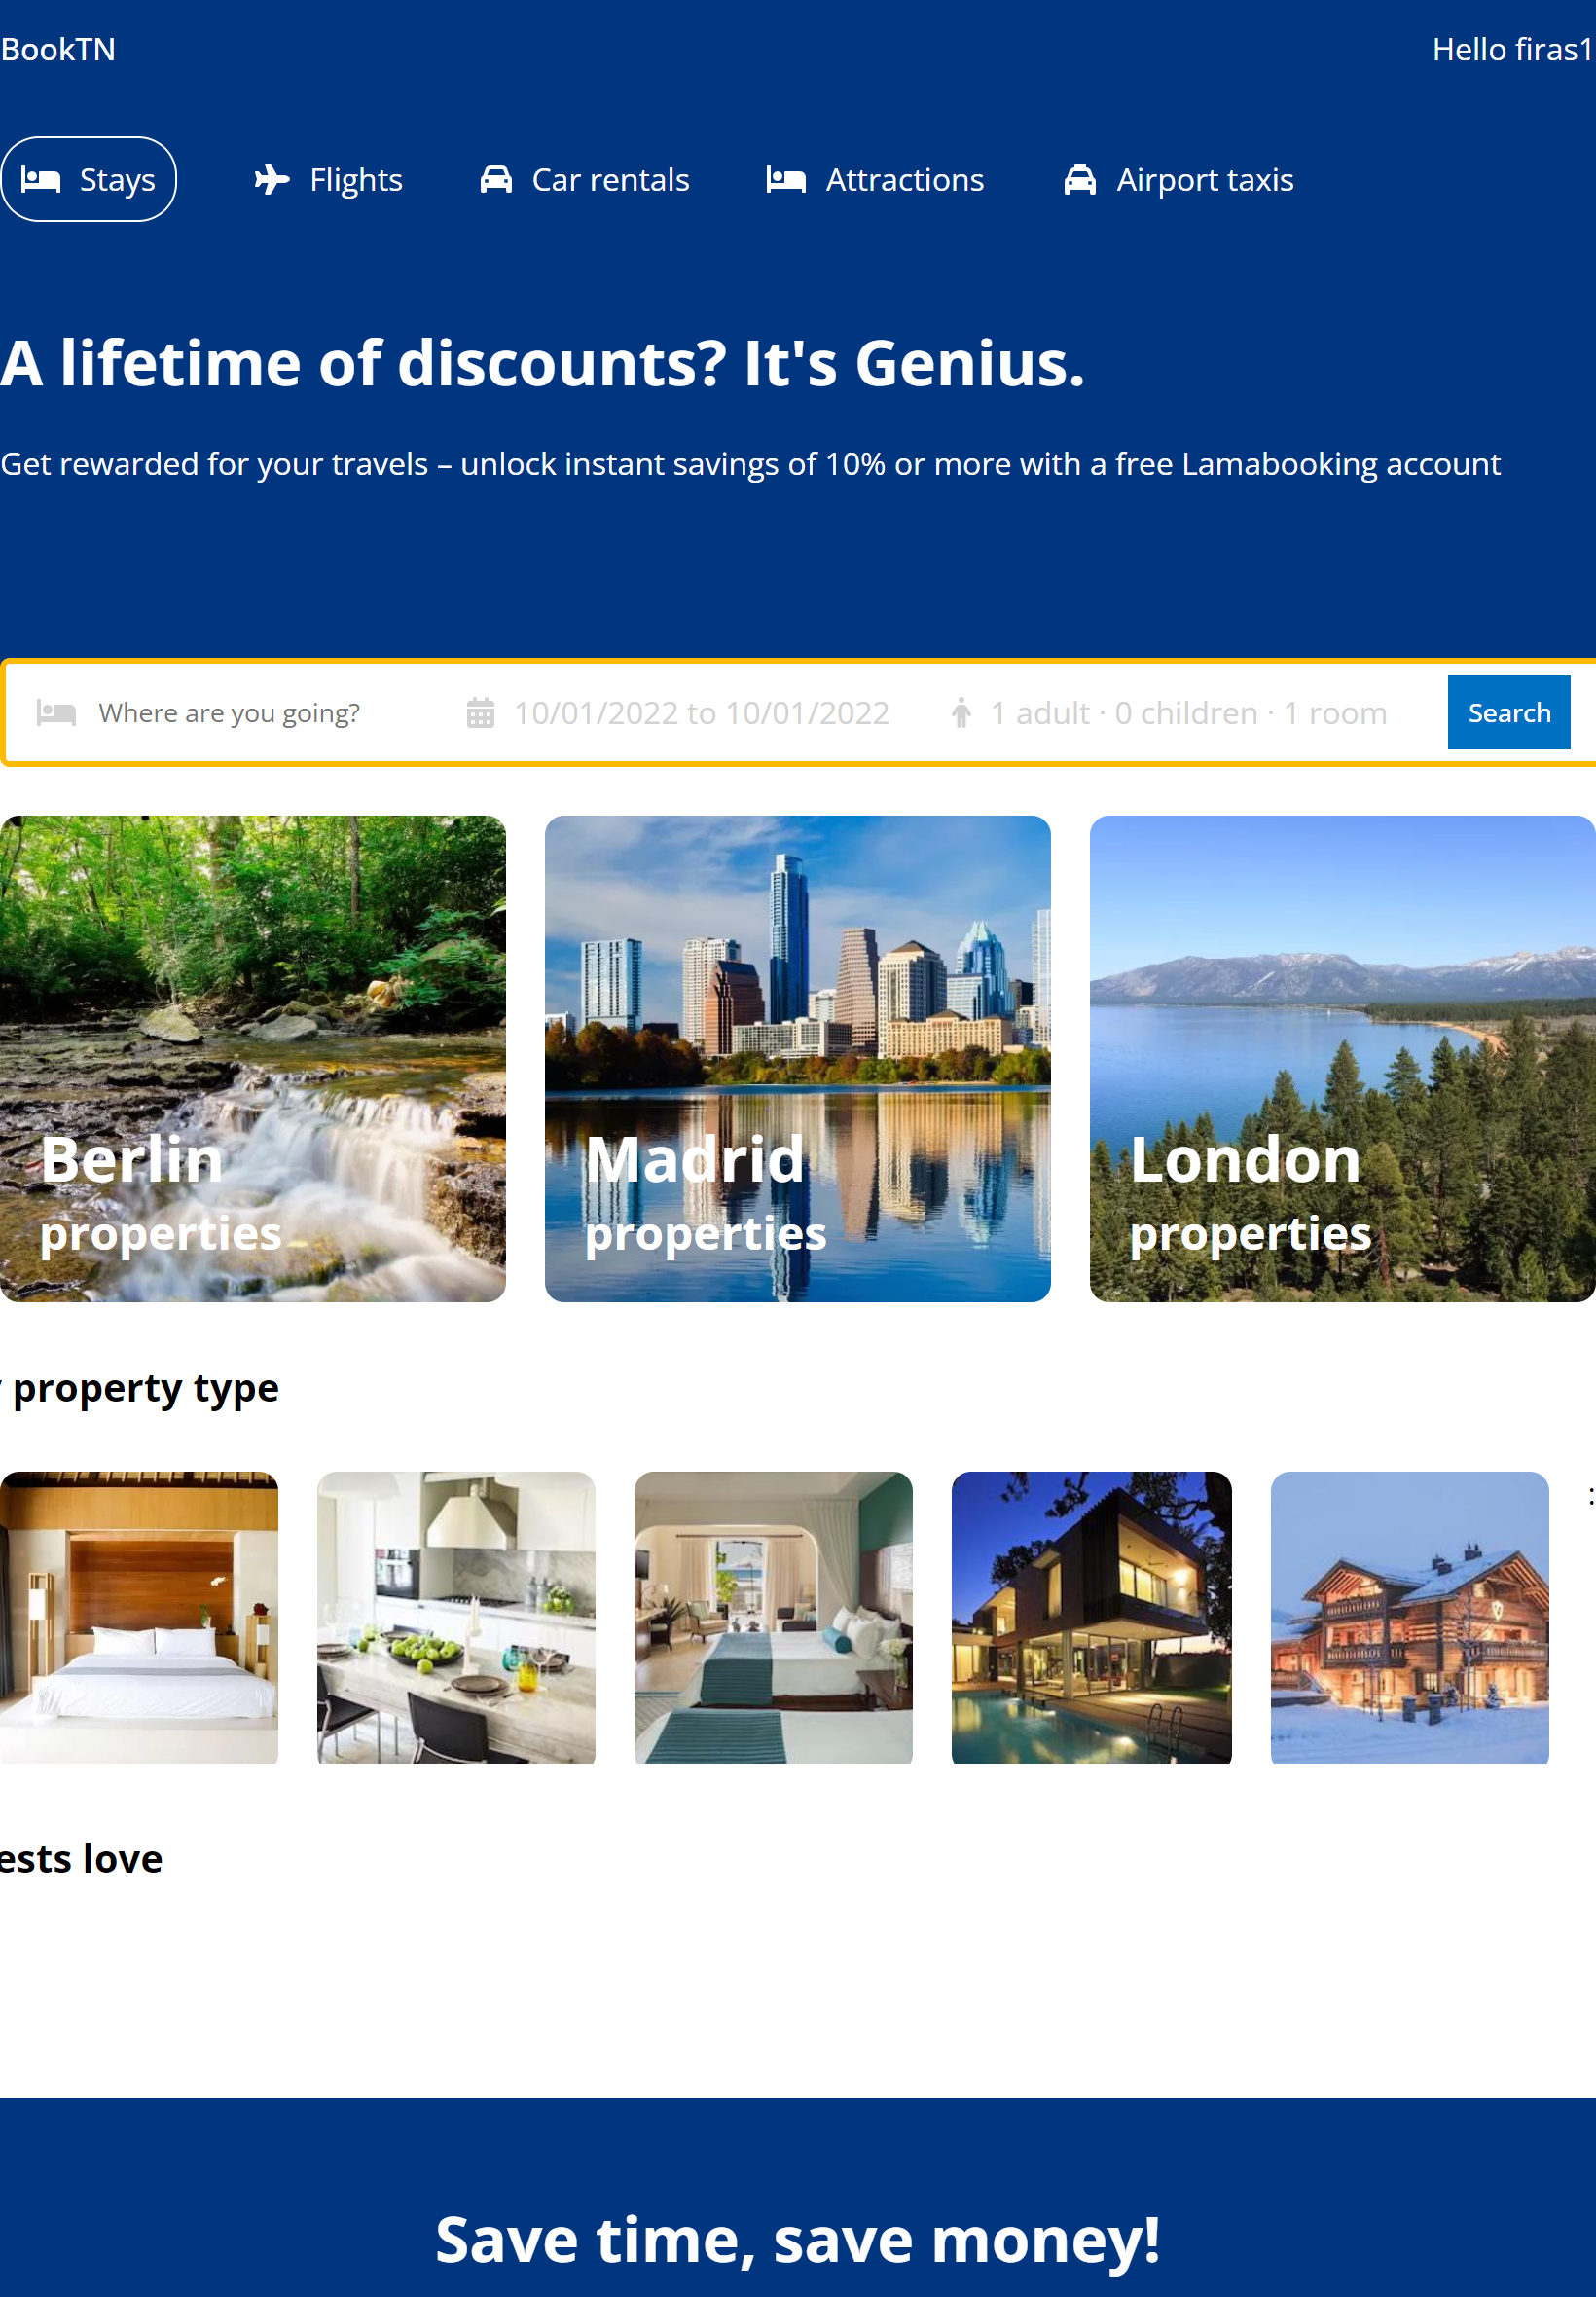 BookTN
Hello firas1
Stays
Flights
Car rentals
Attractions
Airport taxis
A lifetime of discounts? It's Genius.
Get rewarded for your travels – unlock instant savings of 10% or more with a free Lamabooking account
Where are you going?
10/01/2022 to 10/01/2022
1 adult · 0 children · 1 room
Search
Berlin
properties
Madrid
properties
London
properties
property type
love
Save time, save money!